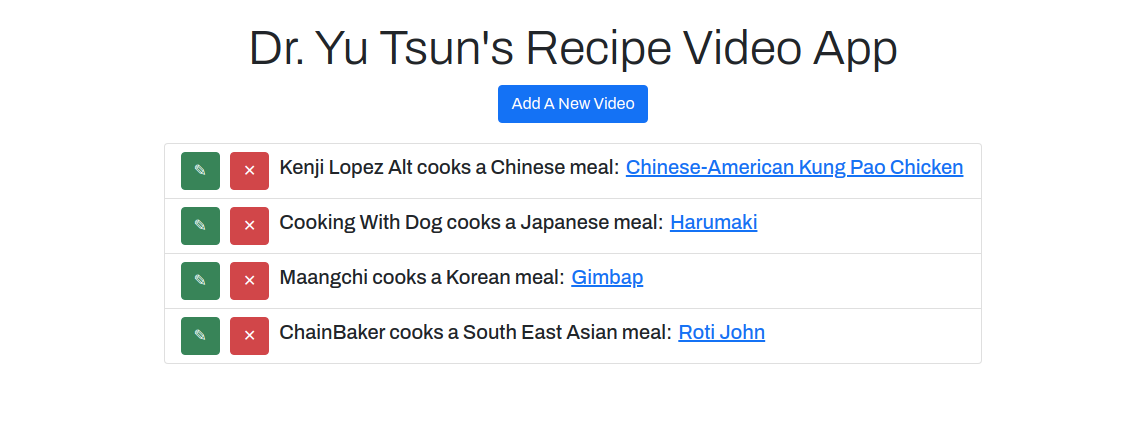 Dr. Yu Tsun's Recipe Video App
Add A New Video
✎ ✕ Kenji Lopez Alt cooks a Chinese meal: Chinese-American Kung Pao Chicken
✎ ✕ Cooking With Dog cooks a Japanese meal: Harumaki
✎ ✕ Maangchi cooks a Korean meal: Gimbap
✎ ✕ ChainBaker cooks a South East Asian meal: Roti John